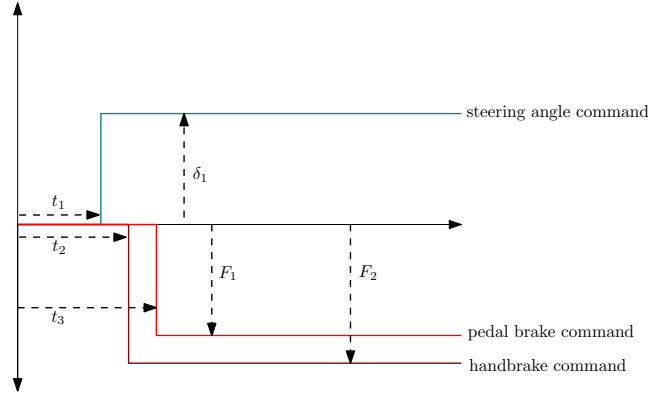 steering angle command
δ₁
t₁
t₂
F₁
F₂
t₃
pedal brake command
handbrake command